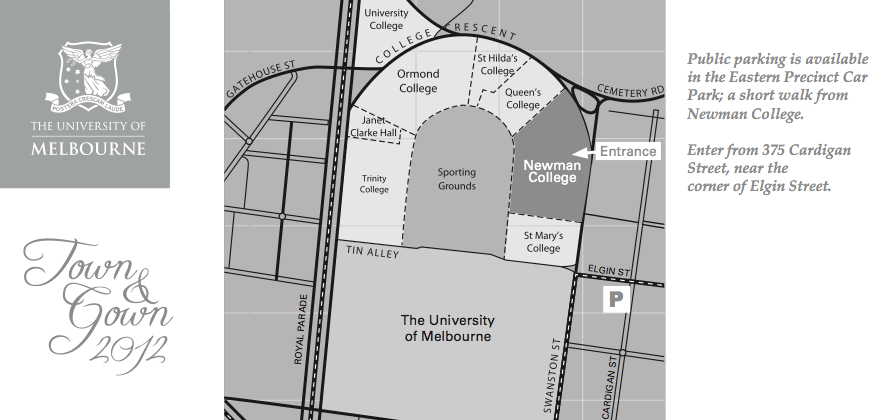 POSTERA CRESCAM LAUDE
THE UNIVERSITY OF
MELBOURNE
Town
&
Gown
2012
University
College
COLLEGE CRESCENT
GATEHOUSE ST
Ormond
College
St Hilda's
College
Queen's
College
CEMETERY RD
Janet
Clarke Hall
Entrance
Newman
College
Sporting
Grounds
Trinity
College
St Mary's
College
TIN ALLEY
ELGIN ST
P
ROYAL PARADE
The University
of Melbourne
SWANSTON ST
CARDIGAN ST
Public parking is available
in the Eastern Precinct Car
Park; a short walk from
Newman College.
Enter from 375 Cardigan
Street, near the
corner of Elgin Street.